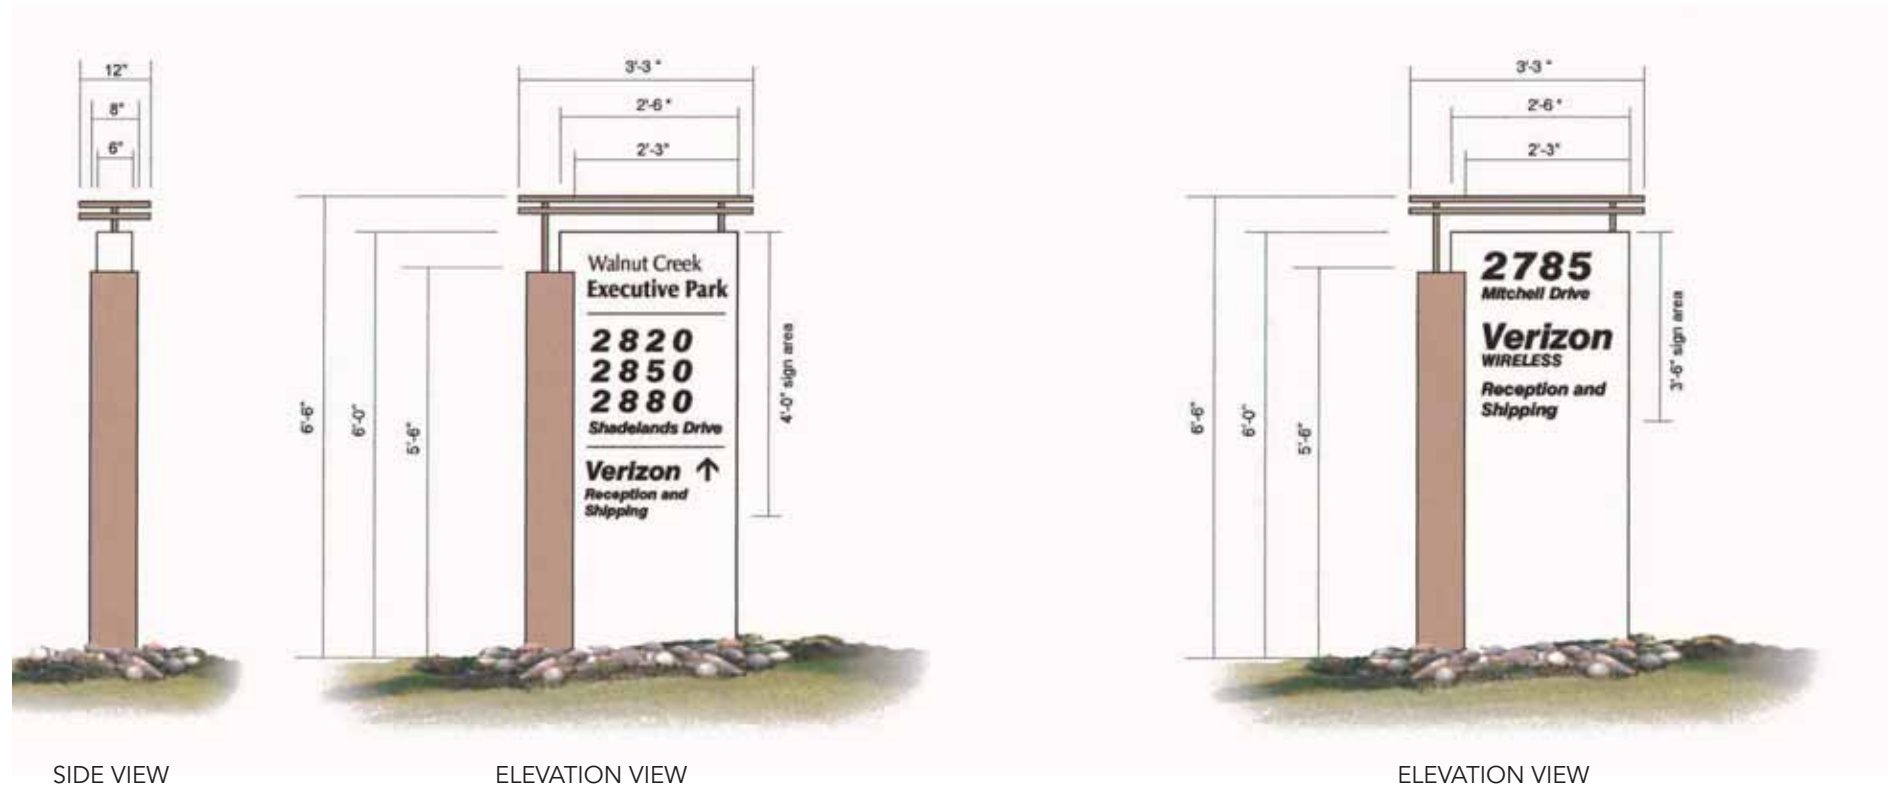 12"
8"
6"
SIDE VIEW
3'-3 "
2'-6 "
2'-3"
6'-6"
6'-0"
5'-6"
4'-0" sign area
Walnut Creek
Executive Park
2820
2850
2880
Shadelands Drive
Verizon ↑
Reception and
Shipping
ELEVATION VIEW
3'-3 "
2'-6 "
2'-3"
6'-6"
6'-0"
5'-6"
3'-6" sign area
2785
Mitchell Drive
Verizon
WIRELESS
Reception and
Shipping
ELEVATION VIEW